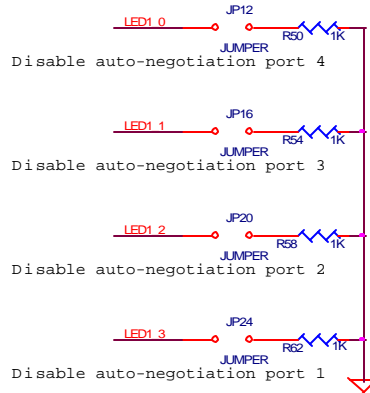 JP12
LED1_0
R50 1K
JUMPER
Disable auto-negotiation port 4
JP16
LED1_1
R54 1K
JUMPER
Disable auto-negotiation port 3
JP20
LED1_2
R58 1K
JUMPER
Disable auto-negotiation port 2
JP24
LED1_3
R62 1K
JUMPER
Disable auto-negotiation port 1